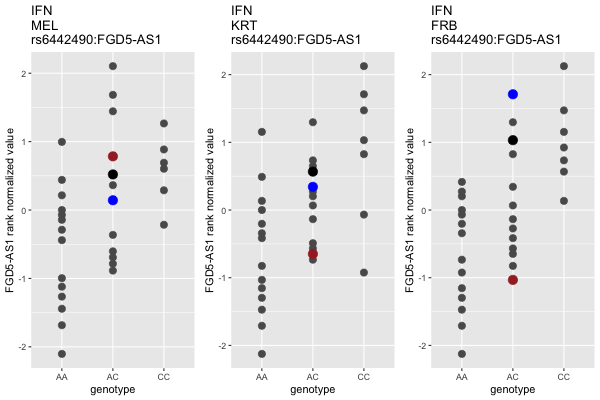 IFN
MEL
rs6442490:FGD5-AS1
FGD5-AS1 rank normalized value
2
1
0
-1
-2
AA AC CC
genotype
IFN
KRT
rs6442490:FGD5-AS1
FGD5-AS1 rank normalized value
2
1
0
-1
-2
AA AC CC
genotype
IFN
FRB
rs6442490:FGD5-AS1
FGD5-AS1 rank normalized value
2
1
0
-1
-2
AA AC CC
genotype